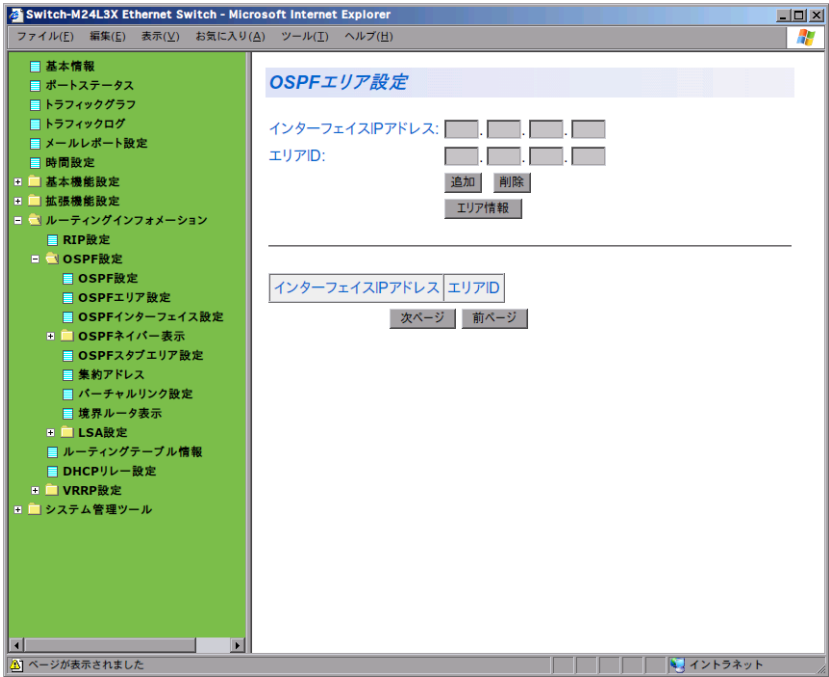 Switch-M24L3X Ethernet Switch - Microsoft Internet Explorer
ファイル(F) 編集(E) 表示(V) お気に入り(A) ツール(T) ヘルプ(H)
基本情報
ポートステータス
トラフィックグラフ
トラフィックログ
メールレポート設定
時間設定
基本機能設定
拡張機能設定
ルーティングインフォメーション
RIP設定
OSPF設定
OSPF設定
OSPFエリア設定
OSPFインターフェイス設定
OSPFネイバー表示
OSPFスタブエリア設定
集約アドレス
バーチャルリンク設定
境界ルータ表示
LSA設定
ルーティングテーブル情報
DHCPリレー設定
VRRP設定
システム管理ツール
OSPFエリア設定
インターフェイスIPアドレス: . . .
エリアID: . . .
追加 削除
エリア情報
インターフェイスIPアドレス エリアID
次ページ 前ページ
ページが表示されました イントラネット